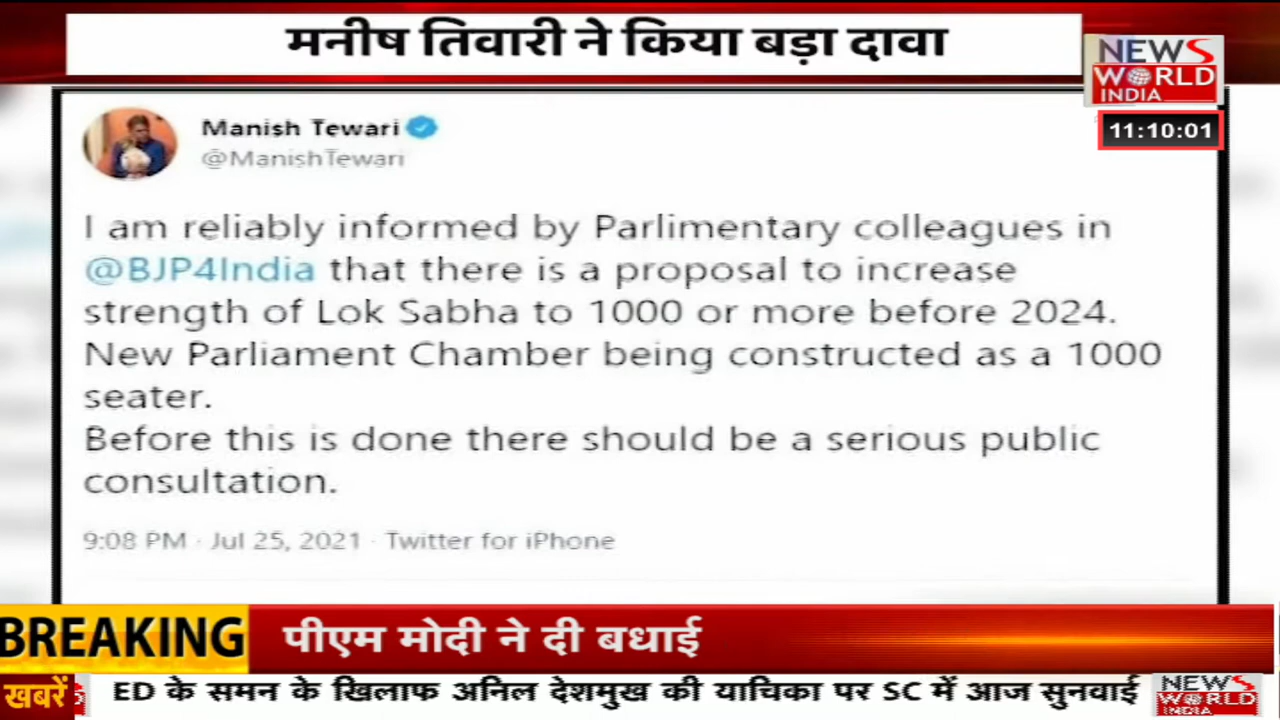 मनीष तिवारी ने किया बड़ा दावा
NEWS
WORLD
INDIA
11:10:01
Manish Tewari
@ManishTewari
I am reliably informed by Parlimentary colleagues in
@BJP4India that there is a proposal to increase
strength of Lok Sabha to 1000 or more before 2024.
New Parliament Chamber being constructed as a 1000
seater.
Before this is done there should be a serious public
consultation.
9:08 PM · Jul 25, 2021 · Twitter for iPhone
BREAKING
पीएम मोदी ने दी बधाई
खबरें
ED के समन के खिलाफ अनिल देशमुख की याचिका पर SC में आज सुनवाई
NEWS
WORLD
INDIA